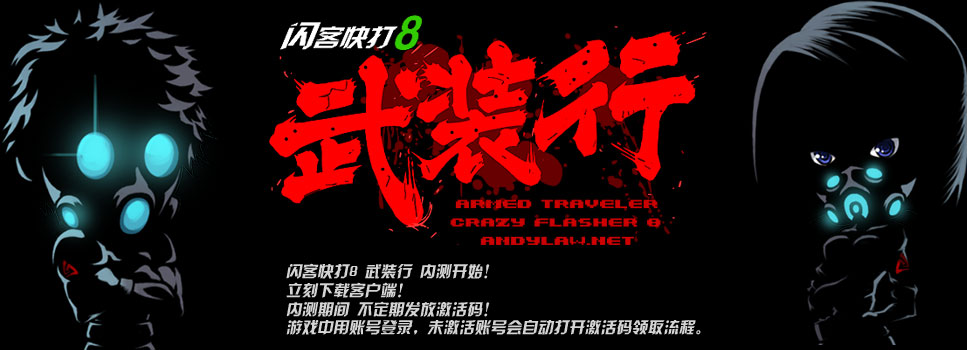 闪客快打8
武装行
ARMED TRAVELER
CRAZY FLASHER 8
ANDYLAW.NET
闪客快打8 武装行 内测开始！
立刻下载客户端！
内测期间 不定期发放激活码！
游戏中用账号登录，未激活账号会自动打开激活码领取流程。